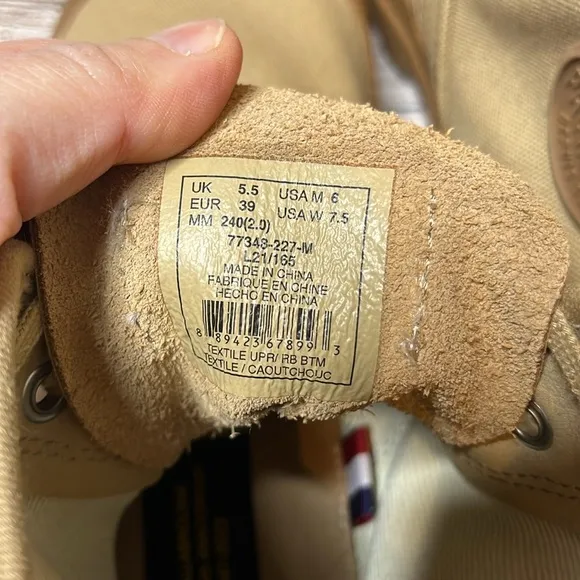 UK 5.5 USA M 6
EUR 39 USA W 7.5
MM 240(2.0)
77348-227-M
L21/165
MADE IN CHINA
FABRIQUE EN CHINE
HECHO EN CHINA
8 89423 67899 3
TEXTILE UPR/ RB BTM
TEXTILE / CAOUTCHOUC